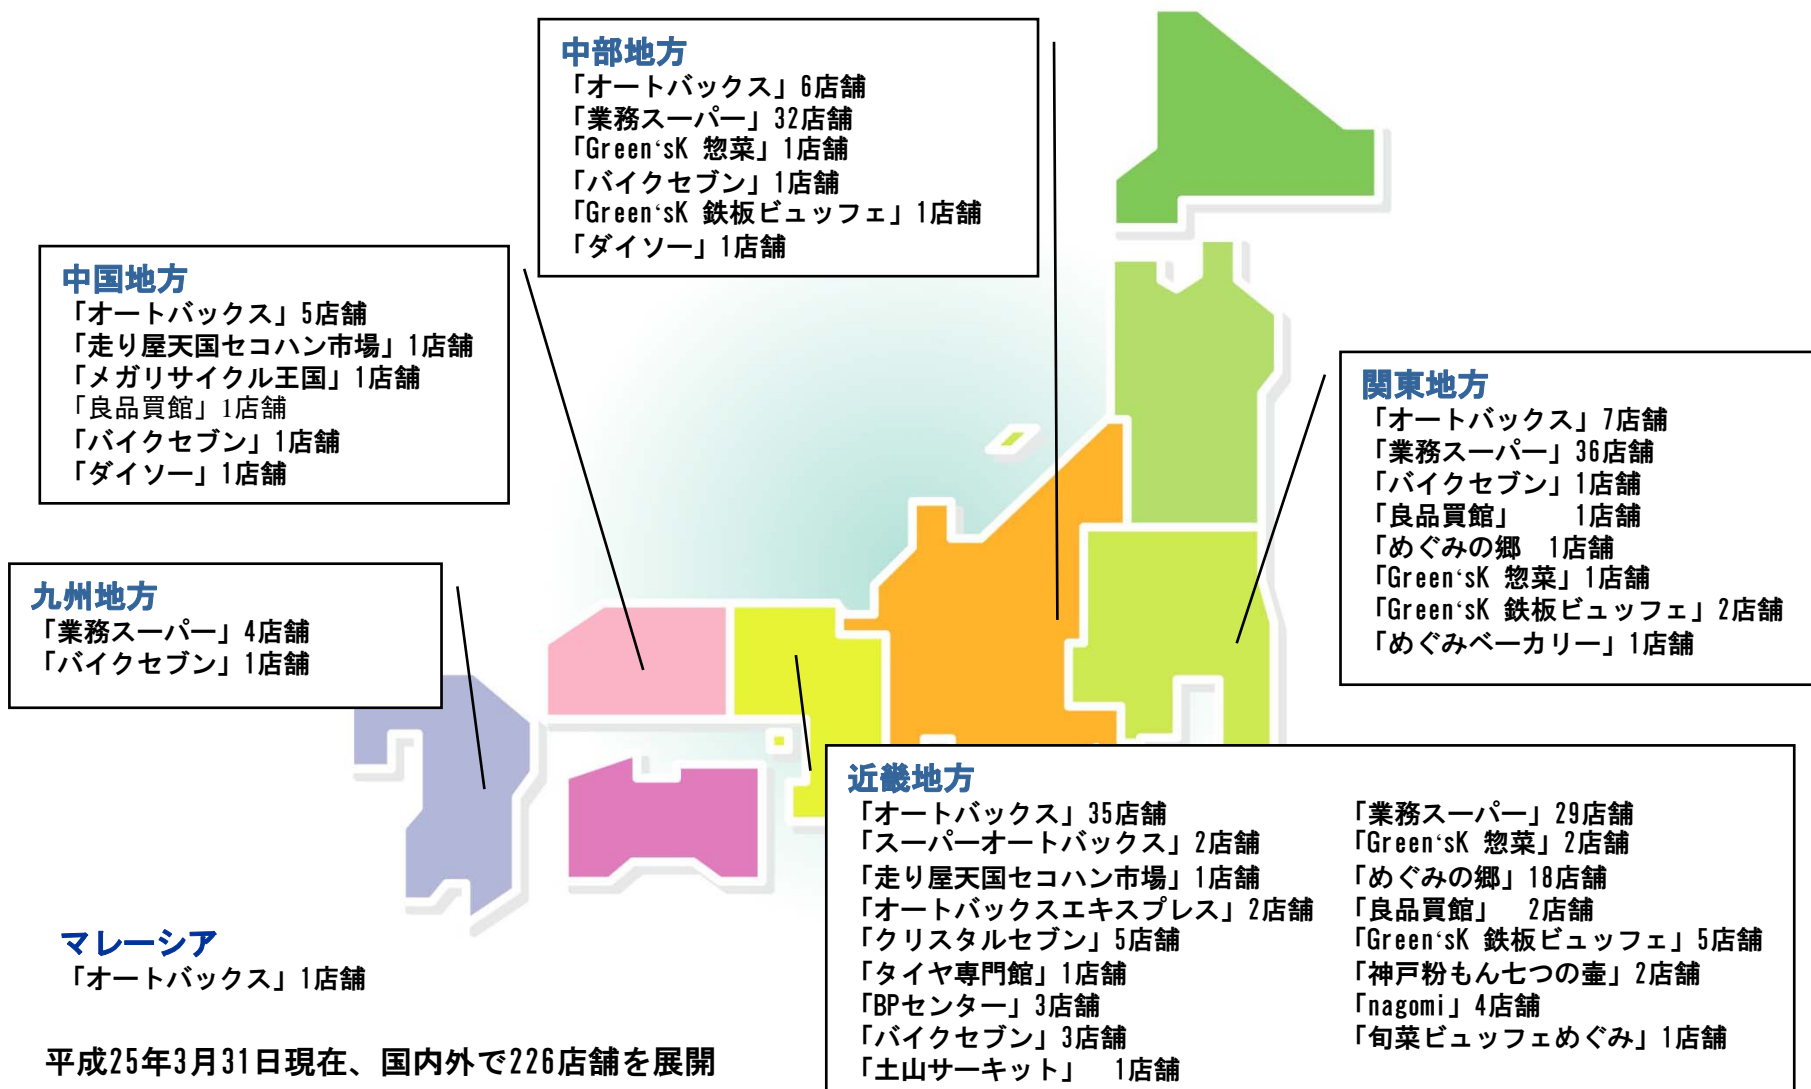 中部地方
「オートバックス」6店舗
「業務スーパー」32店舗
「Green‘sK 惣菜」1店舗
「バイクセブン」1店舗
「Green‘sK 鉄板ビュッフェ」1店舗
「ダイソー」1店舗
中国地方
「オートバックス」5店舗
「走り屋天国セコハン市場」1店舗
「メガリサイクル王国」1店舗
「良品買館」1店舗
「バイクセブン」1店舗
「ダイソー」1店舗
関東地方
「オートバックス」7店舗
「業務スーパー」36店舗
「バイクセブン」1店舗
「良品買館」　　1店舗
「めぐみの郷　1店舗
「Green‘sK 惣菜」1店舗
「Green‘sK 鉄板ビュッフェ」2店舗
「めぐみベーカリー」1店舗
九州地方
「業務スーパー」4店舗
「バイクセブン」1店舗
近畿地方
「オートバックス」35店舗
「スーパーオートバックス」2店舗
「走り屋天国セコハン市場」1店舗
「オートバックスエキスプレス」2店舗
「クリスタルセブン」5店舗
「タイヤ専門館」1店舗
「BPセンター」3店舗
「バイクセブン」3店舗
「土山サーキット」　1店舗
「業務スーパー」29店舗
「Green‘sK 惣菜」2店舗
「めぐみの郷」18店舗
「良品買館」　2店舗
「Green‘sK 鉄板ビュッフェ」5店舗
「神戸粉もん七つの壷」2店舗
「nagomi」4店舗
「旬菜ビュッフェめぐみ」1店舗
マレーシア
「オートバックス」1店舗
平成25年3月31日現在、国内外で226店舗を展開